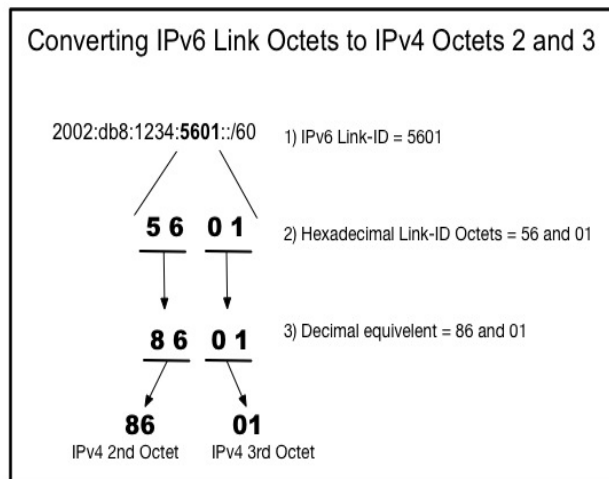 Converting IPv6 Link Octets to IPv4 Octets 2 and 3
2002:db8:1234:5601::/60
1) IPv6 Link-ID = 5601
5 6 0 1
2) Hexadecimal Link-ID Octets = 56 and 01
8 6 0 1
3) Decimal equivelent = 86 and 01
86 01
IPv4 2nd Octet IPv4 3rd Octet